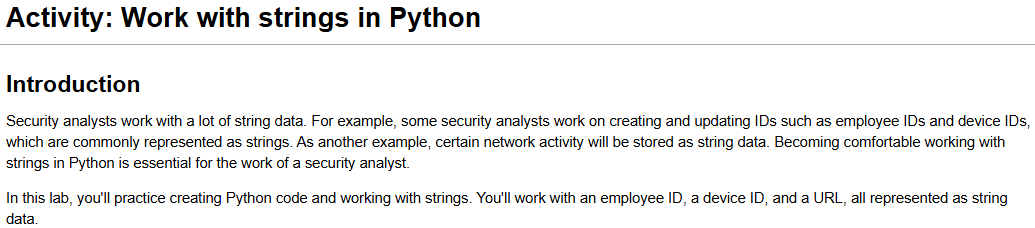 Activity: Work with strings in Python
Introduction
Security analysts work with a lot of string data. For example, some security analysts work on creating and updating IDs such as employee IDs and device IDs,
which are commonly represented as strings. As another example, certain network activity will be stored as string data. Becoming comfortable working with
strings in Python is essential for the work of a security analyst.
In this lab, you'll practice creating Python code and working with strings. You'll work with an employee ID, a device ID, and a URL, all represented as string
data.